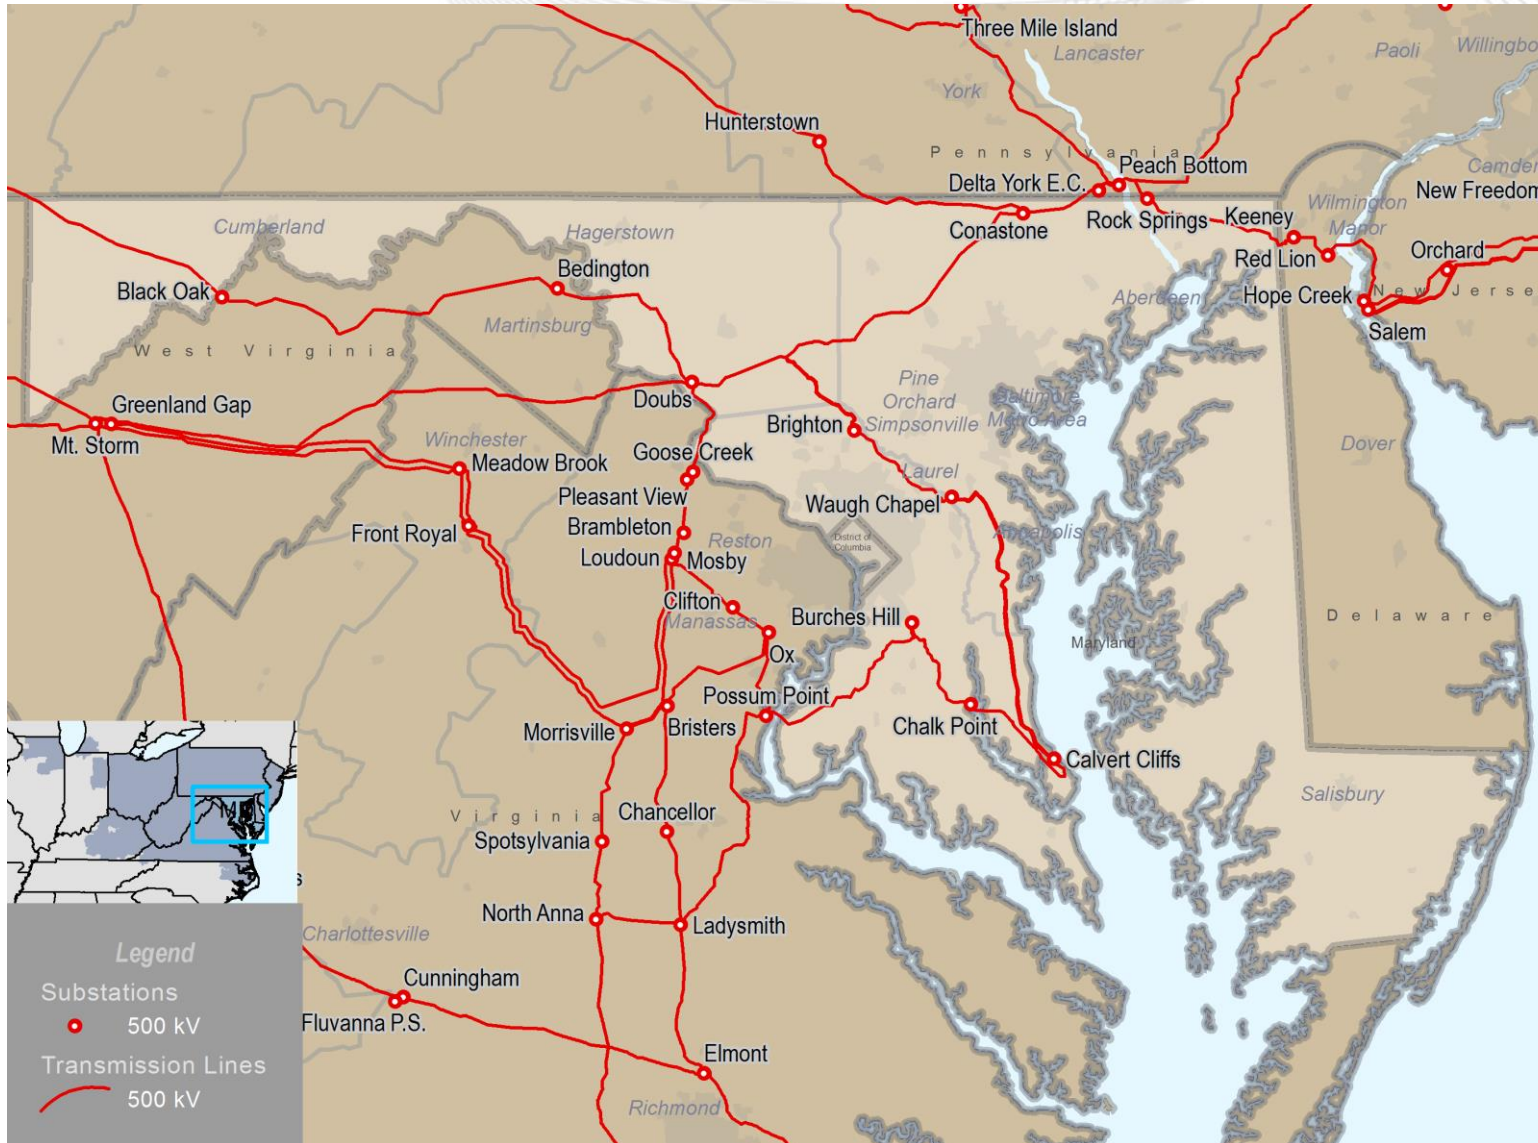 Three Mile Island
Lancaster
Paoli
Willingbo
York
Hunterstown
Pennsylvania
Peach Bottom
Camden
Delta York E.C.
New Freedom
Rock Springs
Wilmington
Manor
Keeney
Conastone
Cumberland
Hagerstown
Red Lion
Orchard
Bedington
Black Oak
Hope Creek
New Jerse
Aberdeen
Martinsburg
Salem
West Virginia
Doubs
Pine
Orchard
Simpsonville
Baltimore
Metro Area
Greenland Gap
Mt. Storm
Winchester
Brighton
Dover
Meadow Brook
Goose Creek
Laurel
Pleasant View
Waugh Chapel
Front Royal
Brambleton
Reston
District of
Columbia
Annapolis
Loudoun
Mosby
Clifton
Manassas
Burches Hill
Delaware
Maryland
Ox
Possum Point
Chalk Point
Morrisville
Bristers
Calvert Cliffs
Salisbury
Virginia
Chancellor
Spotsylvania
s
North Anna
Ladysmith
Charlottesville
Cunningham
Fluvanna P.S.
Elmont
Richmond
Legend
Substations
500 kV
Transmission Lines
500 kV